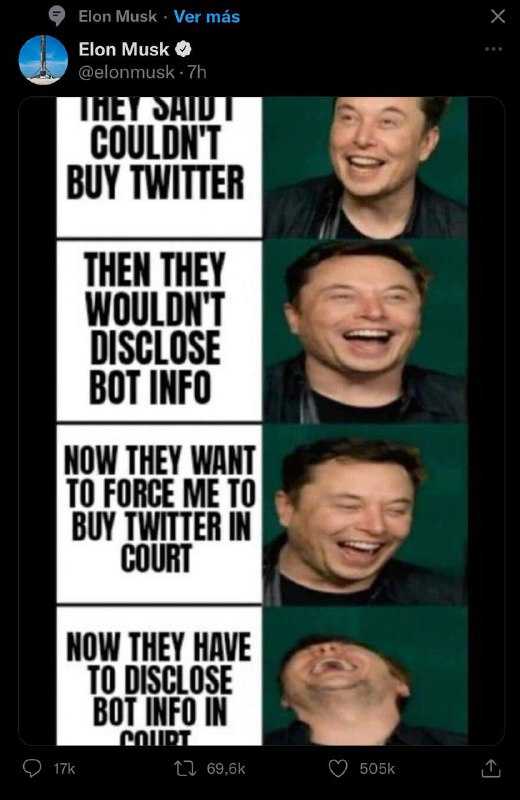 Elon Musk · Ver más
Elon Musk
@elonmusk · 7h
THEY SAID I
COULDN'T
BUY TWITTER
THEN THEY
WOULDN'T
DISCLOSE
BOT INFO
NOW THEY WANT
TO FORCE ME TO
BUY TWITTER IN
COURT
NOW THEY HAVE
TO DISCLOSE
BOT INFO IN
COURT
17k
69,6k
505k